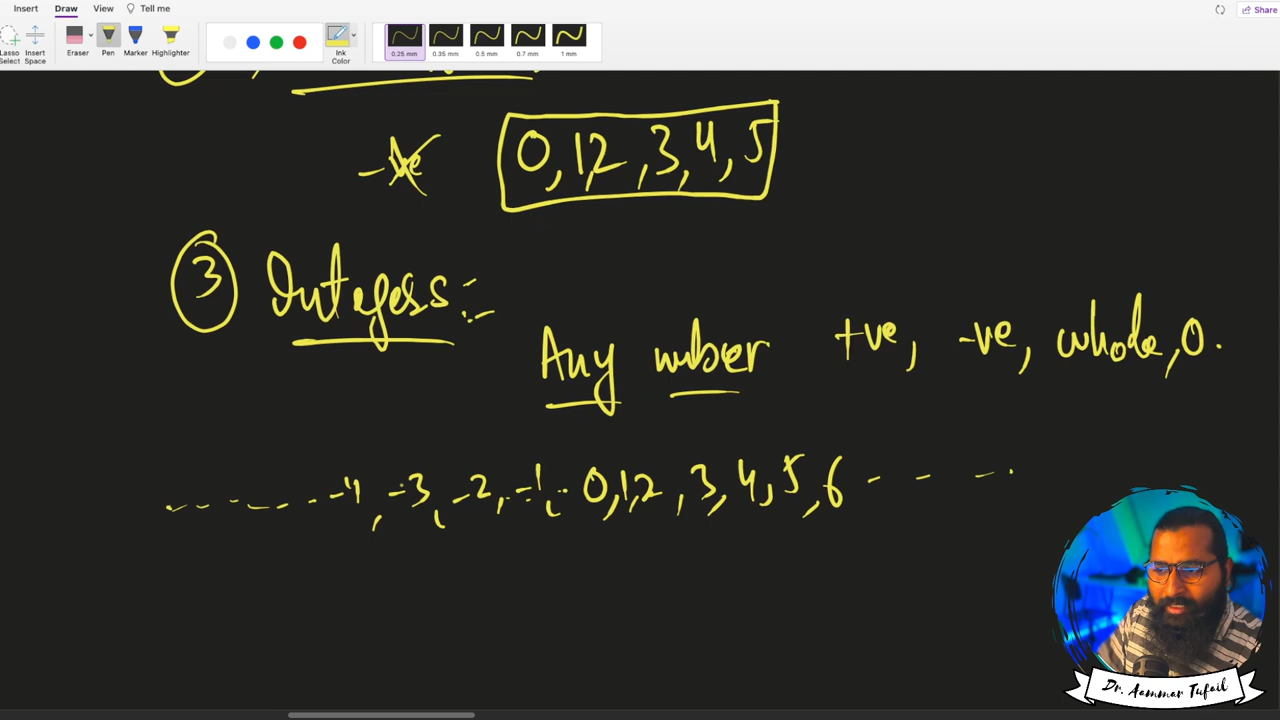 Insert Draw View Tell me Share
Lasso Select Insert Space Eraser Pen Marker Highlighter Ink Color 0.25 mm 0.35 mm 0.5 mm 0.7 mm 1 mm
0,1,2,3,4,5
3 Integers:-
Any number +ve, -ve, whole, 0.
-4, -3, -2, -1, 0,1,2,3,4,5,6 - - - .
Dr. Aammar Tufail